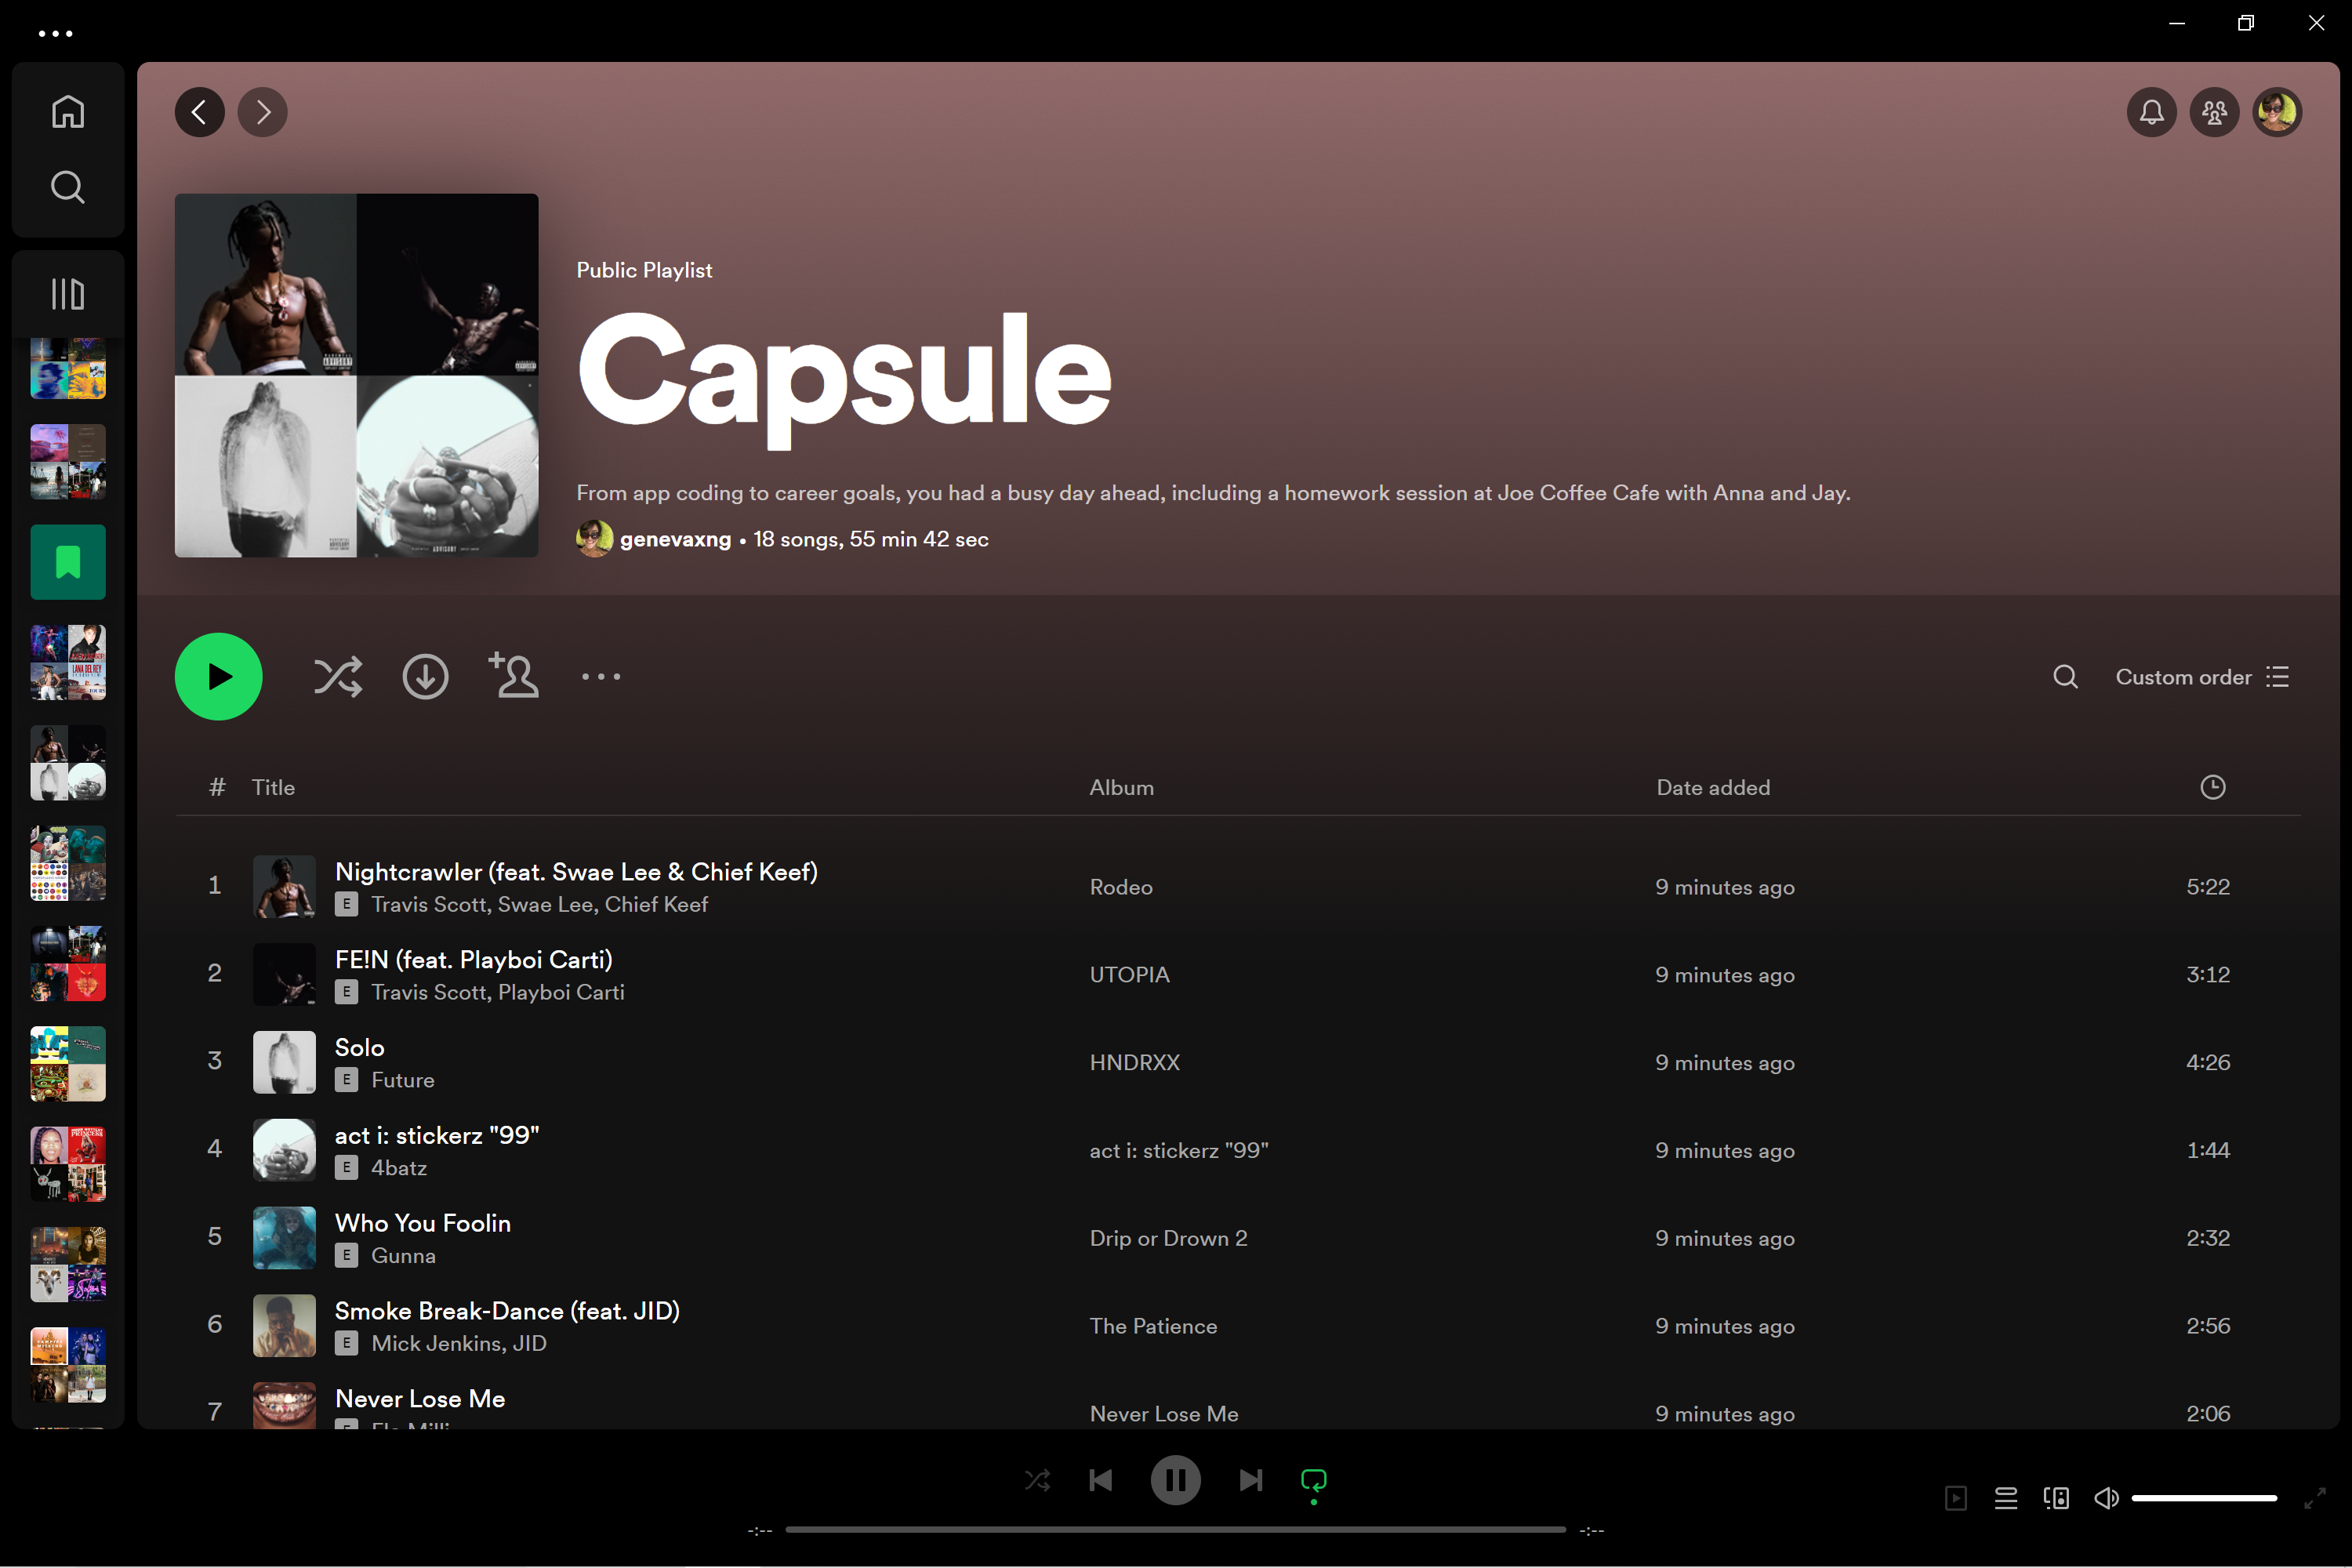 Public Playlist
Capsule
From app coding to career goals, you had a busy day ahead, including a homework session at Joe Coffee Cafe with Anna and Jay.
genevaxng • 18 songs, 55 min 42 sec
Custom order
# Title Album Date added
1 Nightcrawler (feat. Swae Lee & Chief Keef) Rodeo 9 minutes ago 5:22
E Travis Scott, Swae Lee, Chief Keef
2 FE!N (feat. Playboi Carti) UTOPIA 9 minutes ago 3:12
E Travis Scott, Playboi Carti
3 Solo HNDRXX 9 minutes ago 4:26
E Future
4 act i: stickerz "99" act i: stickerz "99" 9 minutes ago 1:44
E 4batz
5 Who You Foolin Drip or Drown 2 9 minutes ago 2:32
E Gunna
6 Smoke Break-Dance (feat. JID) The Patience 9 minutes ago 2:56
E Mick Jenkins, JID
7 Never Lose Me Never Lose Me 9 minutes ago 2:06
-:-- -:--